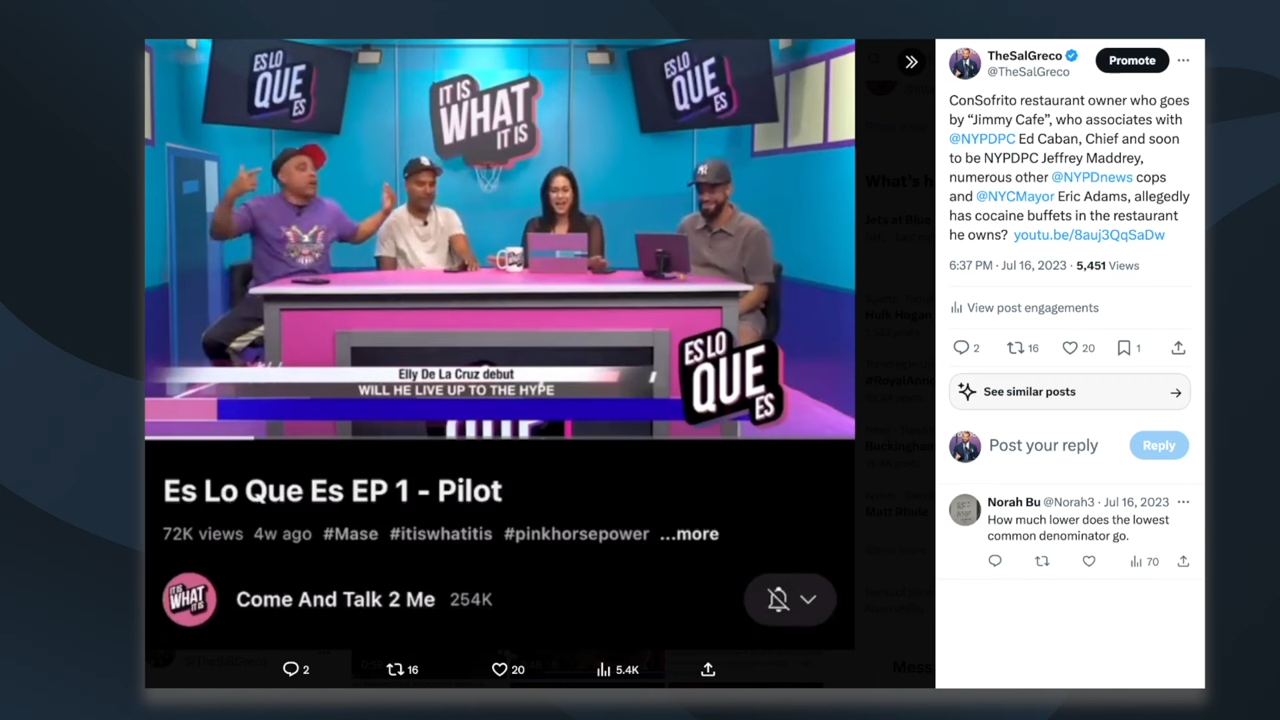 ES LO
QUE
ES
IT IS
WHAT
IT IS
ES LO
QUE
ES
Elly De La Cruz debut
WILL HE LIVE UP TO THE HYPE
ES LO
QUE
ES
QUE
Es Lo Que Es EP 1 - Pilot
72K views 4w ago #Mase #itiswhatitis #pinkhorsepower ...more
IT IS
WHAT
IT IS
Come And Talk 2 Me 254K
2 16 20 5.4K
TheSalGreco
@TheSalGreco
Promote
ConSofrito restaurant owner who goes
by “Jimmy Cafe”, who associates with
@NYPDPC Ed Caban, Chief and soon
to be NYPDPC Jeffrey Maddrey,
numerous other @NYPDnews cops
and @NYCMayor Eric Adams, allegedly
has cocaine buffets in the restaurant
he owns? youtu.be/8auj3QqSaDw
6:37 PM · Jul 16, 2023 · 5,451 Views
View post engagements
2 16 20 1
See similar posts
Post your reply
Reply
Norah Bu @Norah3 · Jul 16, 2023
How much lower does the lowest
common denominator go.
70